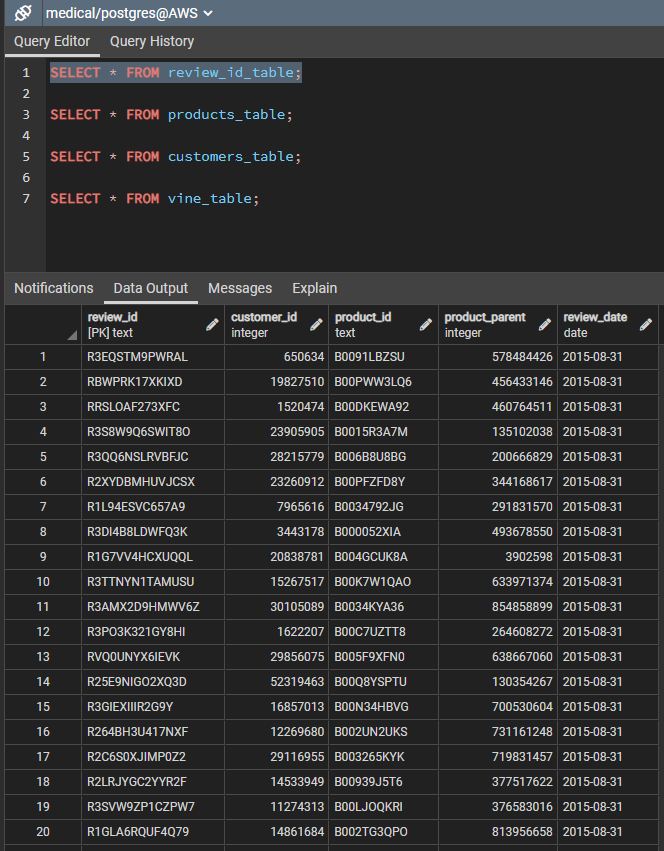 medical/postgres@AWS
Query Editor Query History
1 SELECT * FROM review_id_table;
2
3 SELECT * FROM products_table;
4
5 SELECT * FROM customers_table;
6
7 SELECT * FROM vine_table;
Notifications Data Output Messages Explain
review_id customer_id product_id product_parent review_date
[PK] text integer text integer date
1 R3EQSTM9PWRAL 650634 B0091LBZSU 578484426 2015-08-31
2 RBWPRK17XKIXD 19827510 B00PWW3LQ6 456433146 2015-08-31
3 RRSLOAF273XFC 1520474 B00DKEWA92 460764511 2015-08-31
4 R3S8W9Q6SWIT8O 23905905 B0015R3A7M 135102038 2015-08-31
5 R3QQ6NSLRVBFJC 28215779 B006B8U8BG 200666829 2015-08-31
6 R2XYDBMHUVJCSX 23260912 B00PFZFD8Y 344168617 2015-08-31
7 R1L94ESVC657A9 7965616 B0034792JG 291831570 2015-08-31
8 R3DI4B8LDWFQ3K 3443178 B000052XIA 493678550 2015-08-31
9 R1G7VV4HCXUQQL 20838781 B004GCUK8A 3902598 2015-08-31
10 R3TTNYN1TAMUSU 15267517 B00K7W1QAO 633971374 2015-08-31
11 R3AMX2D9HMWV6Z 30105089 B0034KYA36 854858899 2015-08-31
12 R3PO3K321GY8HI 1622207 B00C7UZTT8 264608272 2015-08-31
13 RVQ0UNYX6IEVK 29856075 B005F9XFN0 638667060 2015-08-31
14 R25E9NIGO2XQ3D 52319463 B00Q8YSPTU 130354267 2015-08-31
15 R3GIEXIIIR2G9Y 16857013 B00N34HBVG 700530604 2015-08-31
16 R264BH3U417NXF 12269680 B002UN2UKS 731161248 2015-08-31
17 R2C6S0XJIMP0Z2 29116955 B003265KYK 719831457 2015-08-31
18 R2LRJYGC2YYR2F 14533949 B00939J5T6 377517622 2015-08-31
19 R3SVW9ZP1CZPW7 11274313 B00LJOQKRI 376583016 2015-08-31
20 R1GLA6RQUF4Q79 14861684 B002TG3QPO 813956658 2015-08-31